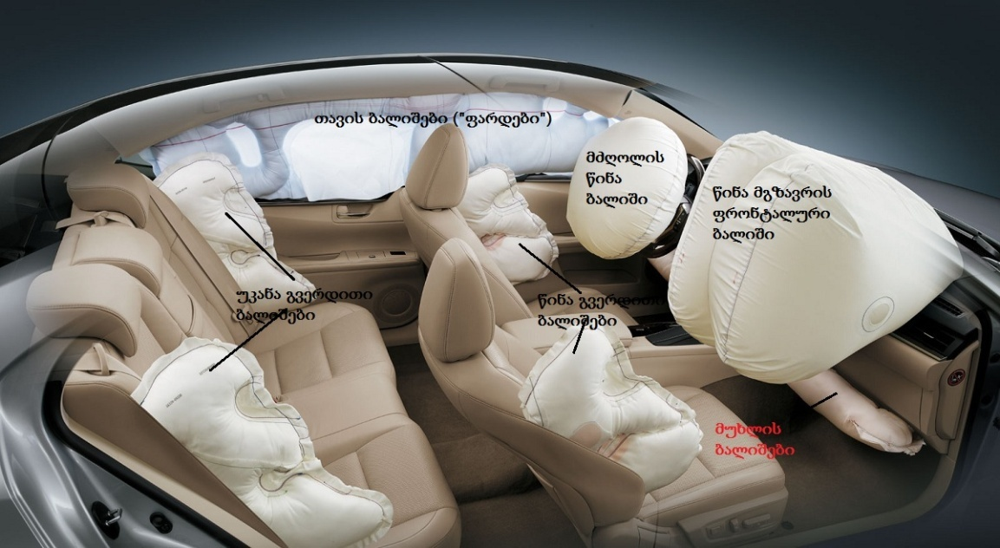 თავის ბალიშები ("ფარდები")
მძღოლის
წინა
ბალიში
წინა მგზავრის
ფრონტალური
ბალიში
უკანა გვერდითი
ბალიშები
წინა გვერდითი
ბალიშები
მუხლის
ბალიშები